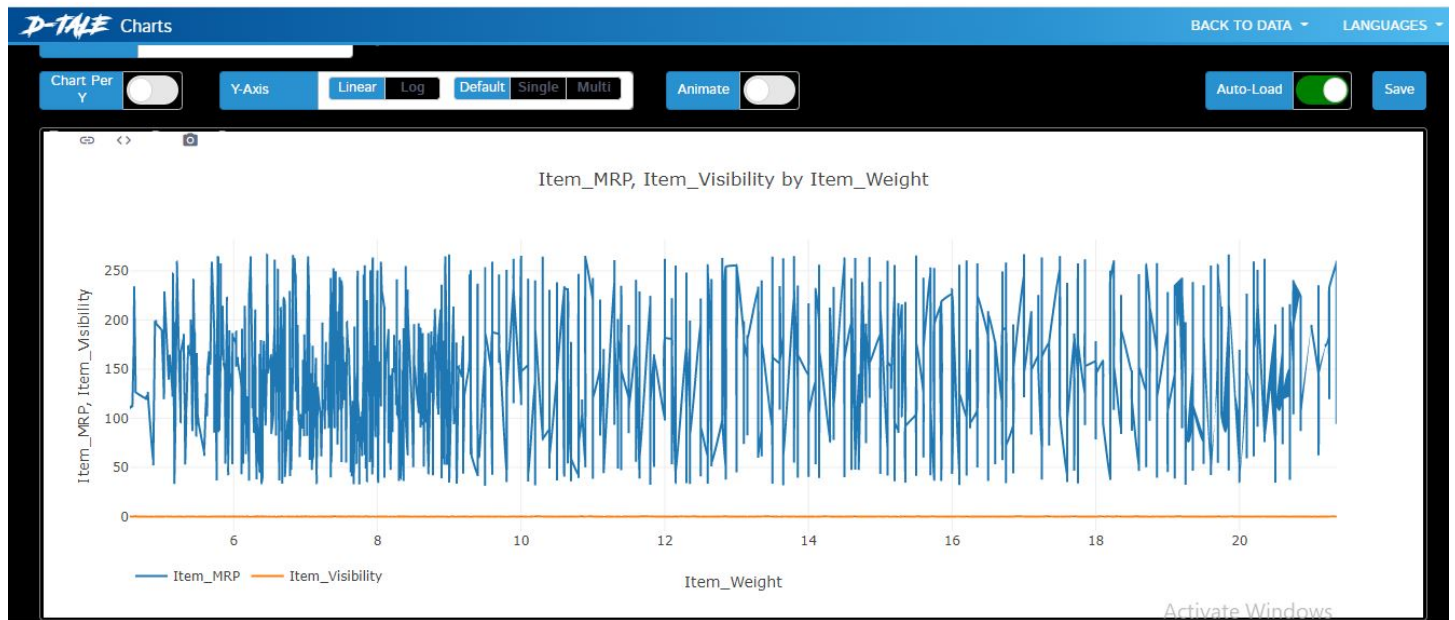 D-TALE Charts
BACK TO DATA
LANGUAGES
Chart Per Y
Y-Axis
Linear Log
Default Single Multi
Animate
Auto-Load
Save
Item_MRP, Item_Visibility by Item_Weight
Item_MRP, Item_Visibility
250
200
150
100
50
0
6 8 10 12 14 16 18 20
Item_MRP Item_Visibility
Item_Weight
Activate Windows